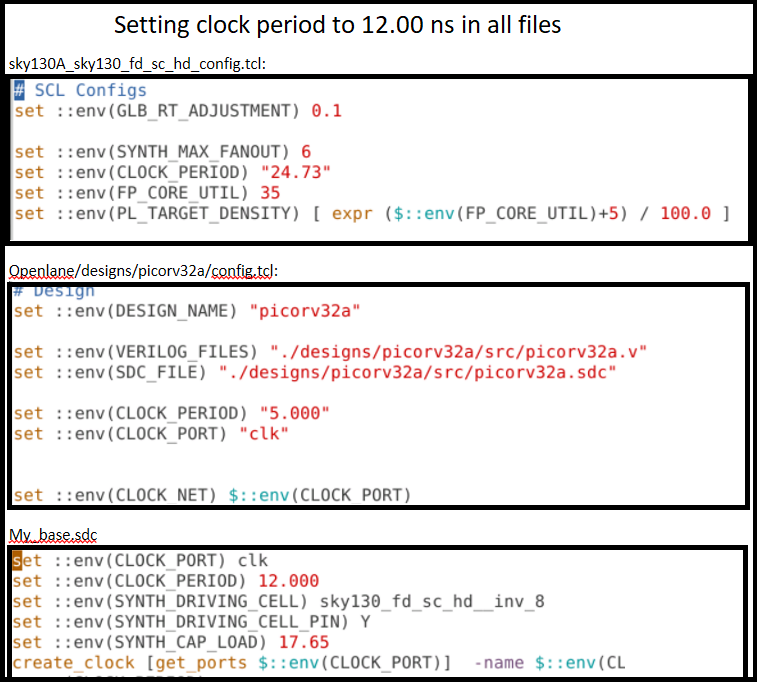 Setting clock period to 12.00 ns in all files
sky130A_sky130_fd_sc_hd_config.tcl:
# SCL Configs
set ::env(GLB_RT_ADJUSTMENT) 0.1
set ::env(SYNTH_MAX_FANOUT) 6
set ::env(CLOCK_PERIOD) "24.73"
set ::env(FP_CORE_UTIL) 35
set ::env(PL_TARGET_DENSITY) [ expr ($::env(FP_CORE_UTIL)+5) / 100.0 ]
Openlane/designs/picorv32a/config.tcl:
# Design
set ::env(DESIGN_NAME) "picorv32a"
set ::env(VERILOG_FILES) "./designs/picorv32a/src/picorv32a.v"
set ::env(SDC_FILE) "./designs/picorv32a/src/picorv32a.sdc"
set ::env(CLOCK_PERIOD) "5.000"
set ::env(CLOCK_PORT) "clk"
set ::env(CLOCK_NET) $::env(CLOCK_PORT)
My_base.sdc
set ::env(CLOCK_PORT) clk
set ::env(CLOCK_PERIOD) 12.000
set ::env(SYNTH_DRIVING_CELL) sky130_fd_sc_hd__inv_8
set ::env(SYNTH_DRIVING_CELL_PIN) Y
set ::env(SYNTH_CAP_LOAD) 17.65
create_clock [get_ports $::env(CLOCK_PORT)]  -name $::env(CL